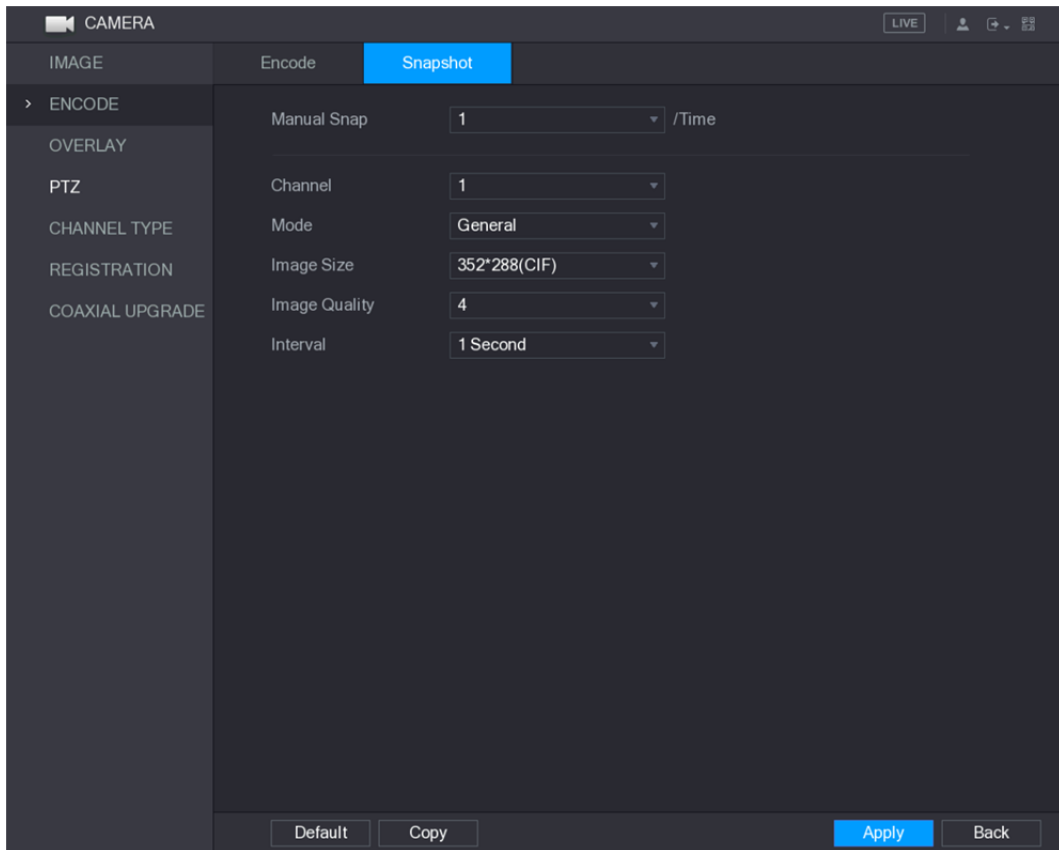 CAMERA
LIVE
IMAGE
Encode
Snapshot
ENCODE
Manual Snap
1
/Time
OVERLAY
PTZ
Channel
1
CHANNEL TYPE
Mode
General
REGISTRATION
Image Size
352*288(CIF)
COAXIAL UPGRADE
Image Quality
4
Interval
1 Second
Default
Copy
Apply
Back